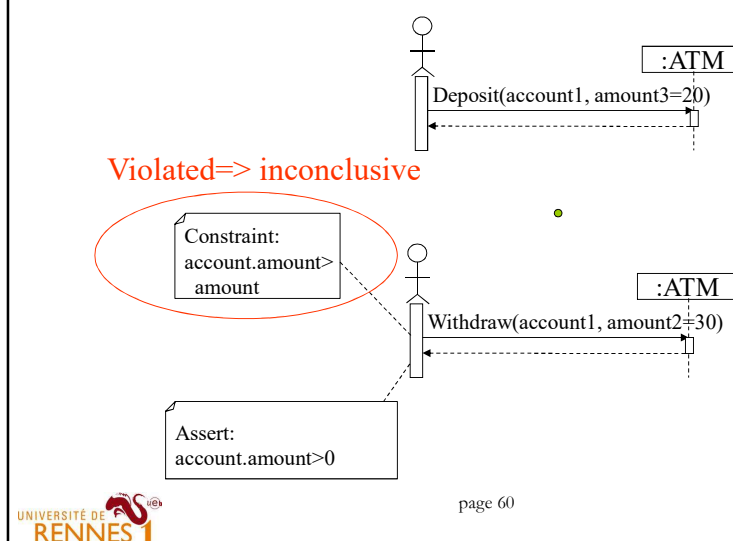 :ATM
Deposit(account1, amount3=20)
Violated=> inconclusive
Constraint:
account.amount>
amount
:ATM
Withdraw(account1, amount2=30)
Assert:
account.amount>0
ueb
UNIVERSITÉ DE
RENNES 1
page 60